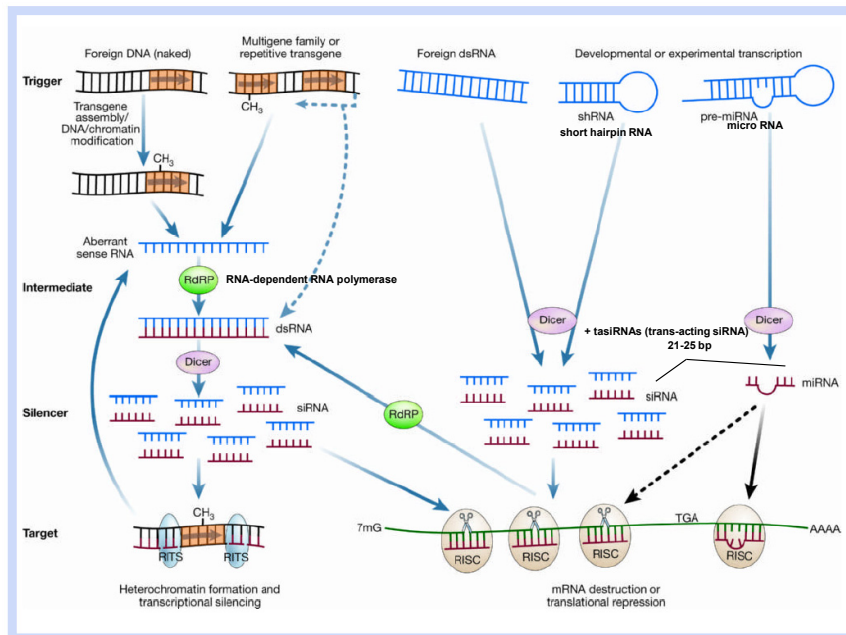 Foreign DNA (naked)
Multigene family or
repetitive transgene
Foreign dsRNA
Developmental or experimental transcription
Trigger
CH3
Transgene
assembly/
DNA/chromatin
modification
shRNA
short hairpin RNA
pre-miRNA
micro RNA
CH3
Aberrant
sense RNA
RdRP
RNA-dependent RNA polymerase
Intermediate
dsRNA
Dicer
Dicer
Dicer
+ tasiRNAs (trans-acting siRNA)
21-25 bp
Silencer
siRNA
RdRP
siRNA
miRNA
Target
CH3
RITS
RITS
7mG
RISC
RISC
RISC
TGA
RISC
AAAA
Heterochromatin formation and
transcriptional silencing
mRNA destruction or
translational repression